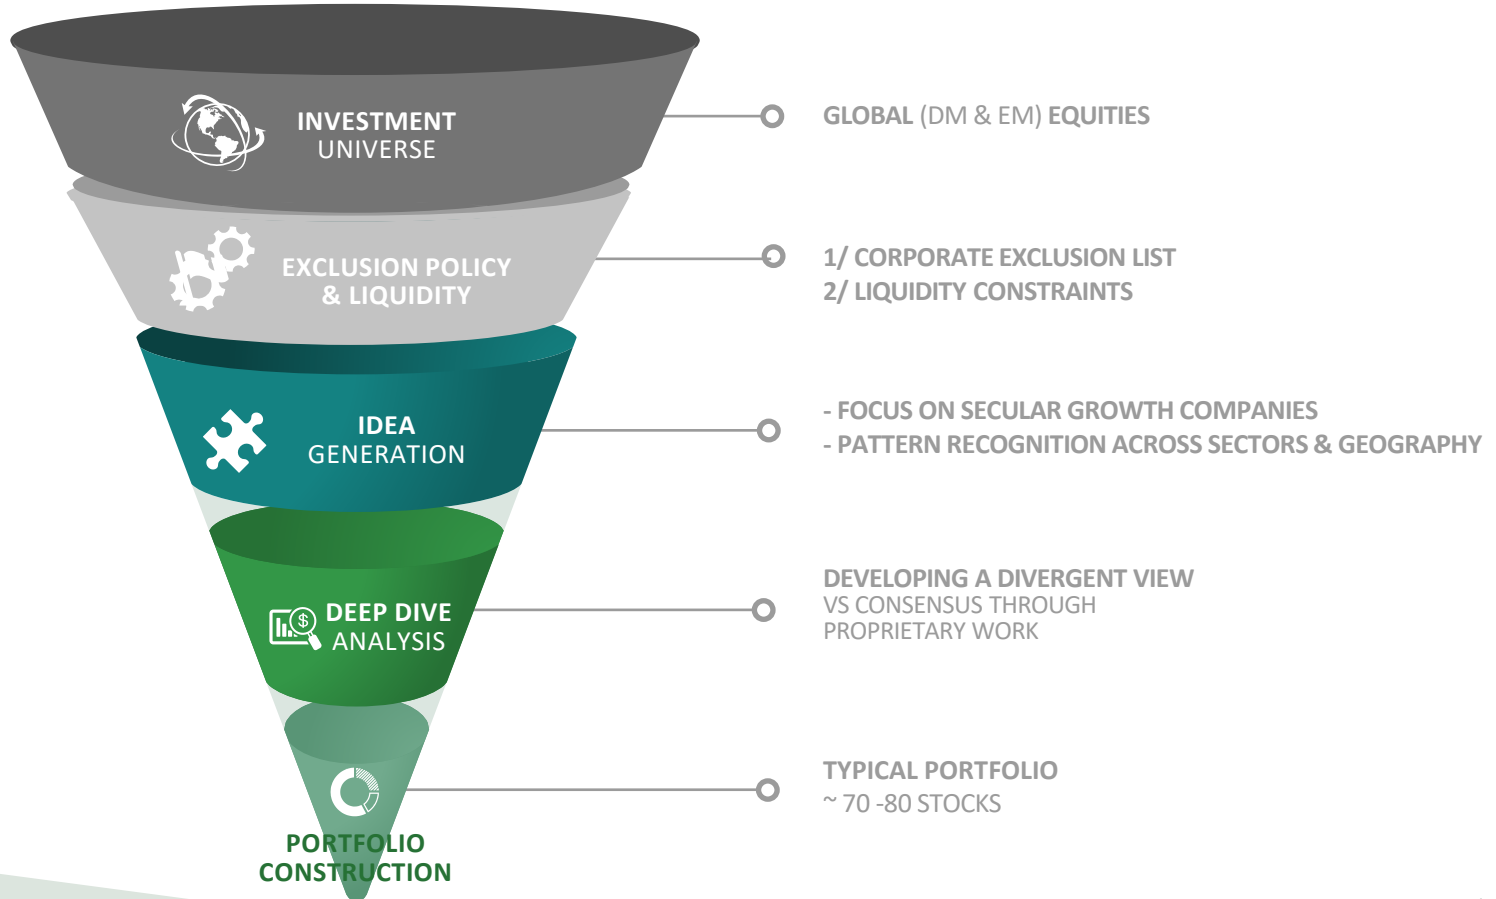 INVESTMENT
UNIVERSE
GLOBAL (DM & EM) EQUITIES
EXCLUSION POLICY
& LIQUIDITY
1/ CORPORATE EXCLUSION LIST
2/ LIQUIDITY CONSTRAINTS
IDEA
GENERATION
- FOCUS ON SECULAR GROWTH COMPANIES
- PATTERN RECOGNITION ACROSS SECTORS & GEOGRAPHY
$
DEEP DIVE
ANALYSIS
DEVELOPING A DIVERGENT VIEW
VS CONSENSUS THROUGH
PROPRIETARY WORK
PORTFOLIO
CONSTRUCTION
TYPICAL PORTFOLIO
~ 70 -80 STOCKS